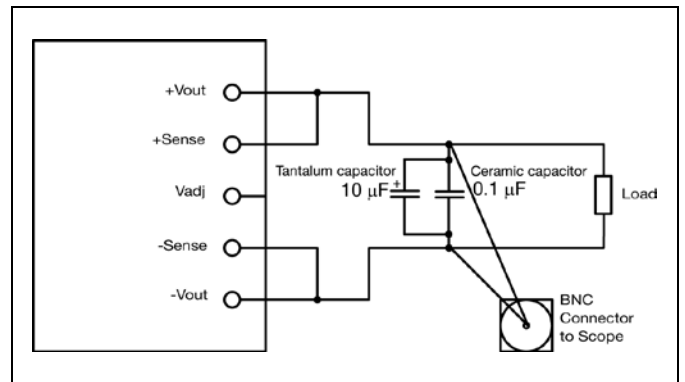 +Vout
+Sense
Vadj
-Sense
-Vout
Tantalum capacitor
10 µF+
Ceramic capacitor
0.1 µF
Load
BNC
Connector
to Scope